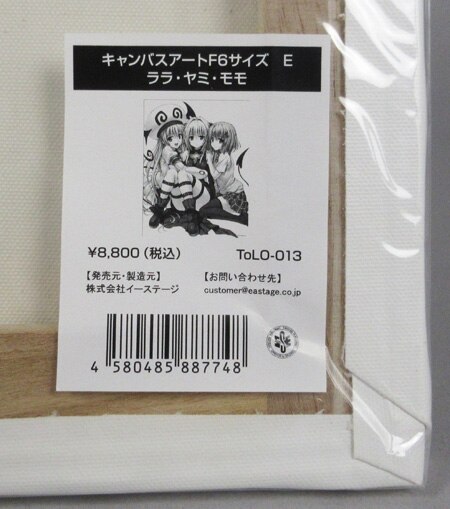 キャンバスアートF6サイズ　E
ララ・ヤミ・モモ
¥8,800（税込）　ToLO-013
【発売元・製造元】　【お問い合わせ先】
株式会社イーステージ　customer@eastage.co.jp
4 580485 887748